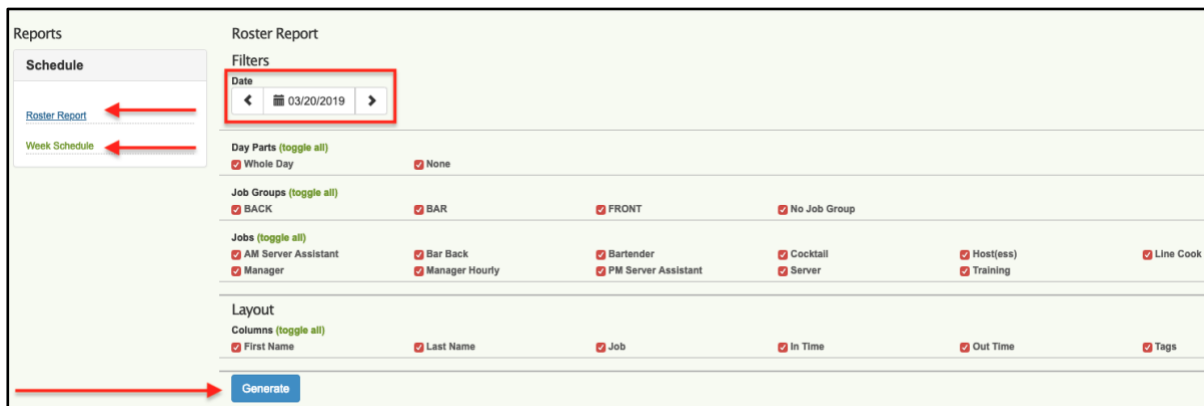 Reports
Schedule
Roster Report
Week Schedule
Roster Report
Filters
Date
03/20/2019
Day Parts (toggle all)
Whole Day None
Job Groups (toggle all)
BACK BAR FRONT No Job Group
Jobs (toggle all)
AM Server Assistant Bar Back Bartender Cocktail Host(ess) Line Cook
Manager Manager Hourly PM Server Assistant Server Training
Layout
Columns (toggle all)
First Name Last Name Job In Time Out Time Tags
Generate